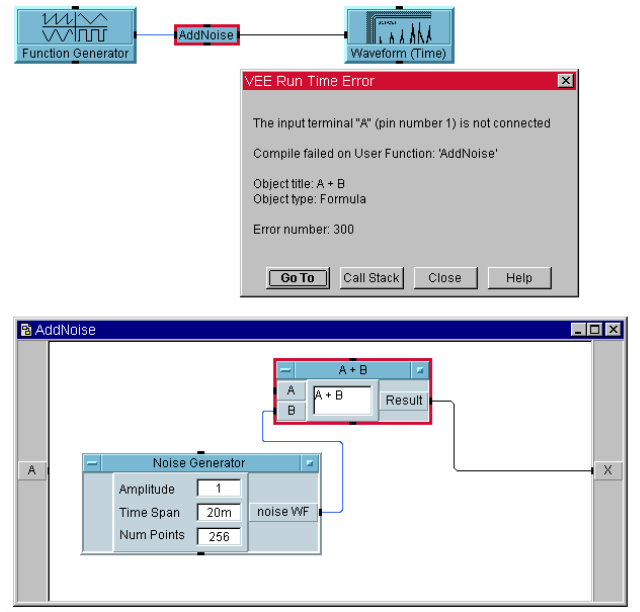 Function Generator
AddNoise
Waveform (Time)
VEE Run Time Error
The input terminal "A" (pin number 1) is not connected
Compile failed on User Function: 'AddNoise'
Object title: A + B
Object type: Formula
Error number: 300
Go To
Call Stack
Close
Help
AddNoise
A + B
A
A + B
Result
B
A
X
Noise Generator
Amplitude
1
Time Span
20m
noise WF
Num Points
256